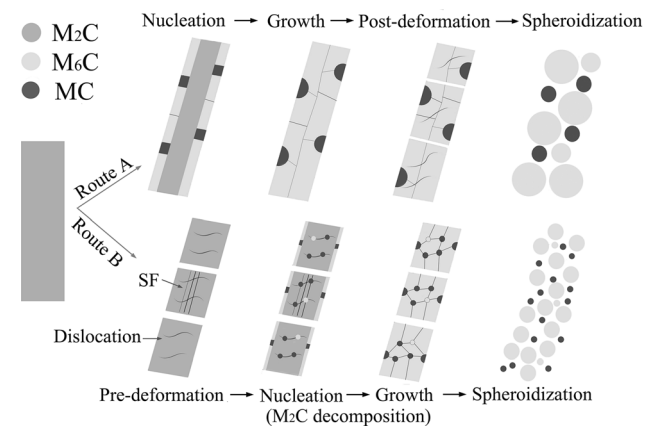 Nucleation → Growth → Post-deformation → Spheroidization
M₂C
M₆C
MC
Route A
Route B
SF
Dislocation
Pre-deformation → Nucleation → Growth → Spheroidization
(M₂C decomposition)